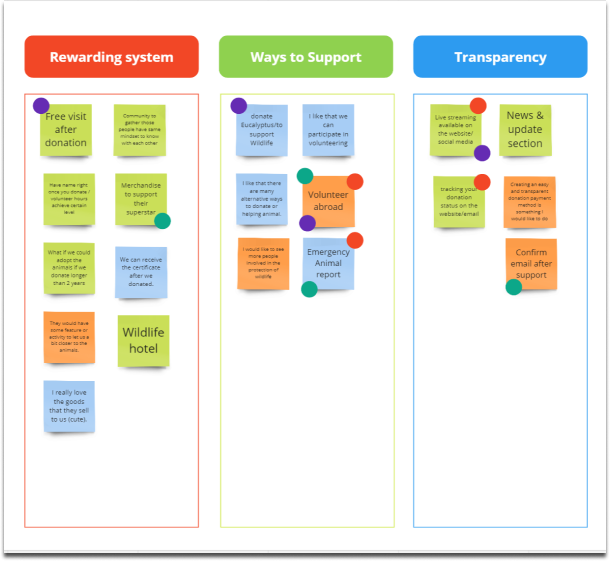 Rewarding system
Ways to Support
Transparency
Free visit
after
donation
Community to
gather those
people have same
mindset to know
with each other
Have name right
once you donate /
volunteer hours
achieve certain
level
Merchandise
to support
their
superstar
What if we could
adopt the
animals if we
donate longer
than 2 years
We can receive
the certificate
after we
donated.
They would have
some feature or
activity to let us a
bit closer to the
animals.
Wildlife
hotel
I really love
the goods
that they sell
to us (cute).
donate
Eucalyptus/to
support
Wildlife
I like that we
can
participate in
volunteering
I like that there
are many
alternative ways
to donate or
helping animal.
Volunteer
abroad
I would like to see
more people
involved in the
protection of
wildlife
Emergency
Animal
report
Live streaming
available on
the website/
social media
News &
update
section
tracking your
donation
status on the
website/email
Creating an easy
and transparent
donation payment
method is
something I
would like to do
Confirm
email after
support